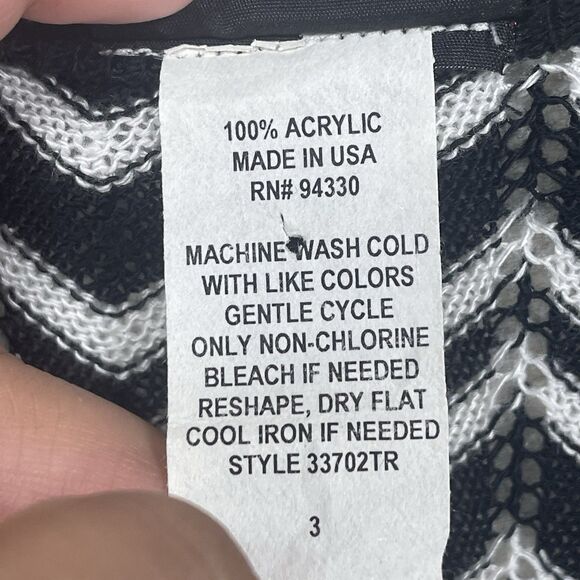 100% ACRYLIC
MADE IN USA
RN# 94330
MACHINE WASH COLD
WITH LIKE COLORS
GENTLE CYCLE
ONLY NON-CHLORINE
BLEACH IF NEEDED
RESHAPE, DRY FLAT
COOL IRON IF NEEDED
STYLE 33702TR
3